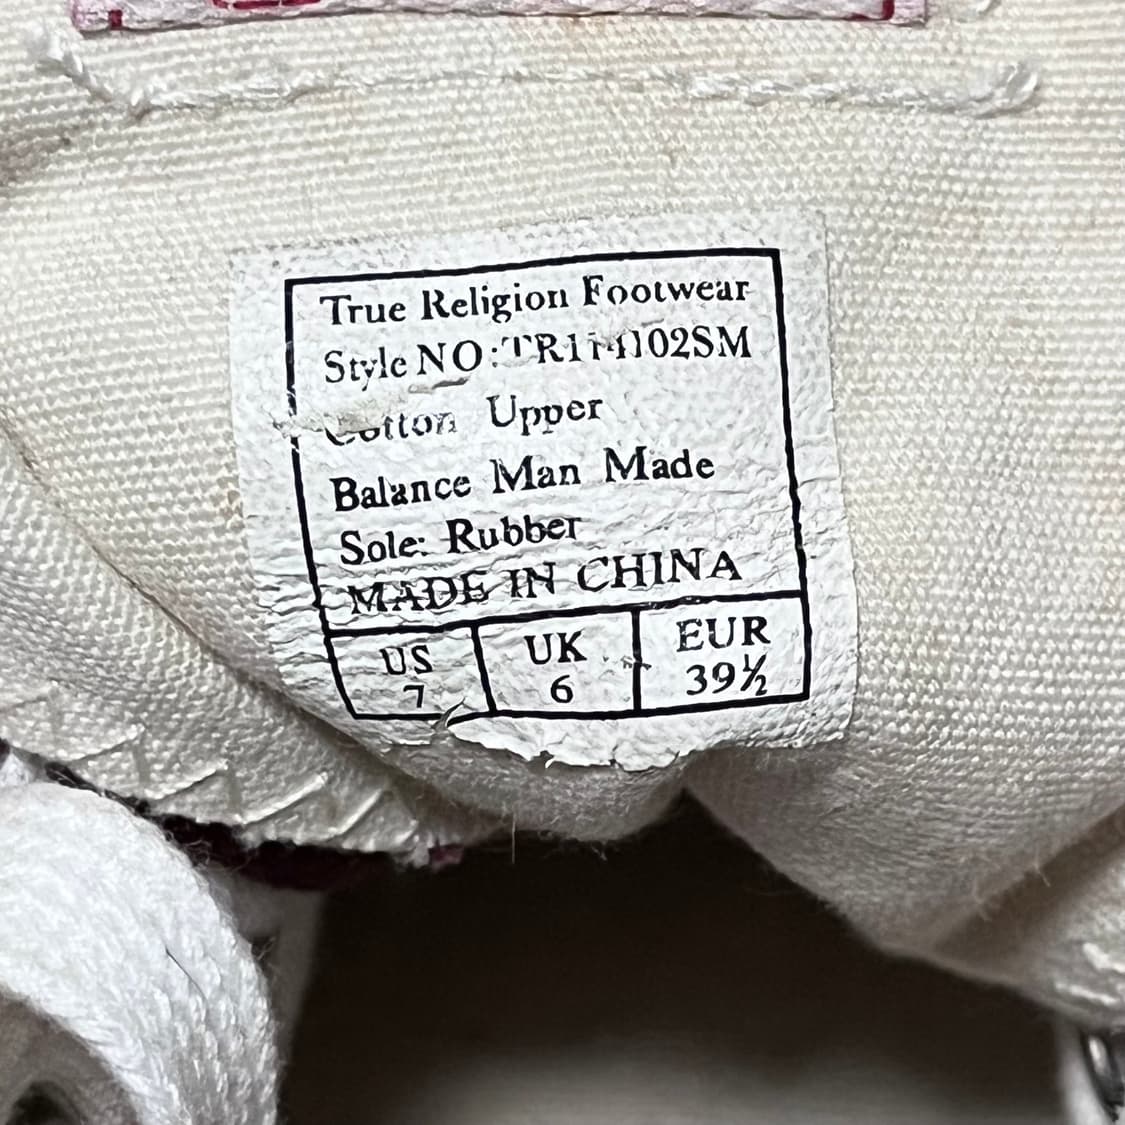 True Religion Footwear
Style NO:TR114102SM
Cotton Upper
Balance Man Made
Sole: Rubber
MADE IN CHINA
US UK EUR
7 6 39½